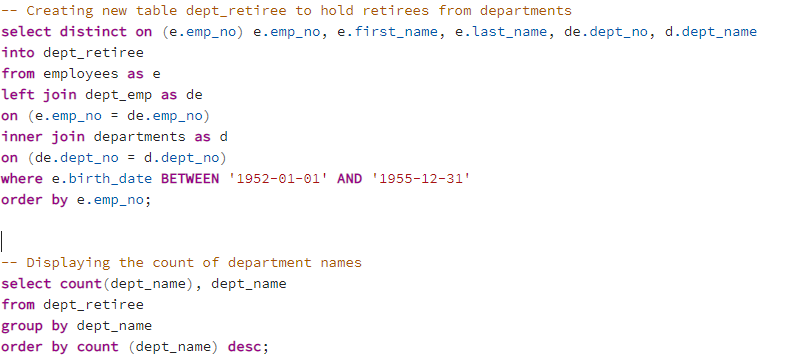 -- Creating new table dept_retiree to hold retirees from departments
select distinct on (e.emp_no) e.emp_no, e.first_name, e.last_name, de.dept_no, d.dept_name
into dept_retiree
from employees as e
left join dept_emp as de
on (e.emp_no = de.emp_no)
inner join departments as d
on (de.dept_no = d.dept_no)
where e.birth_date BETWEEN '1952-01-01' AND '1955-12-31'
order by e.emp_no;
-- Displaying the count of department names
select count(dept_name), dept_name
from dept_retiree
group by dept_name
order by count (dept_name) desc;